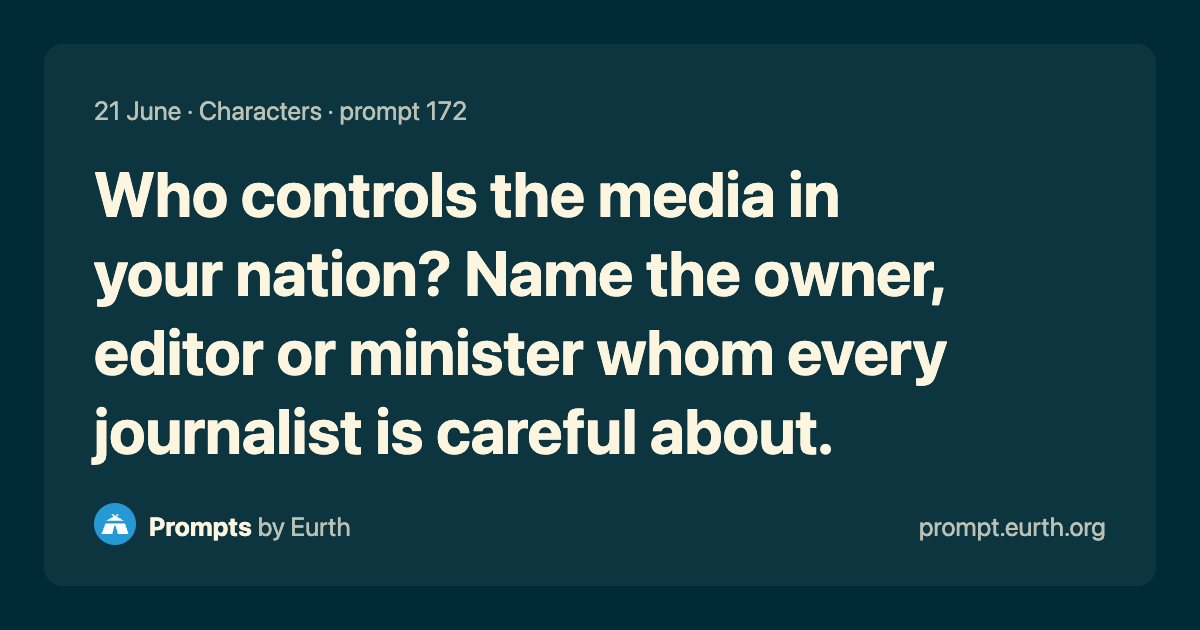 21 June · Characters · prompt 172
Who controls the media in
your nation? Name the owner,
editor or minister whom every
journalist is careful about.
Prompts by Eurth
prompt.eurth.org